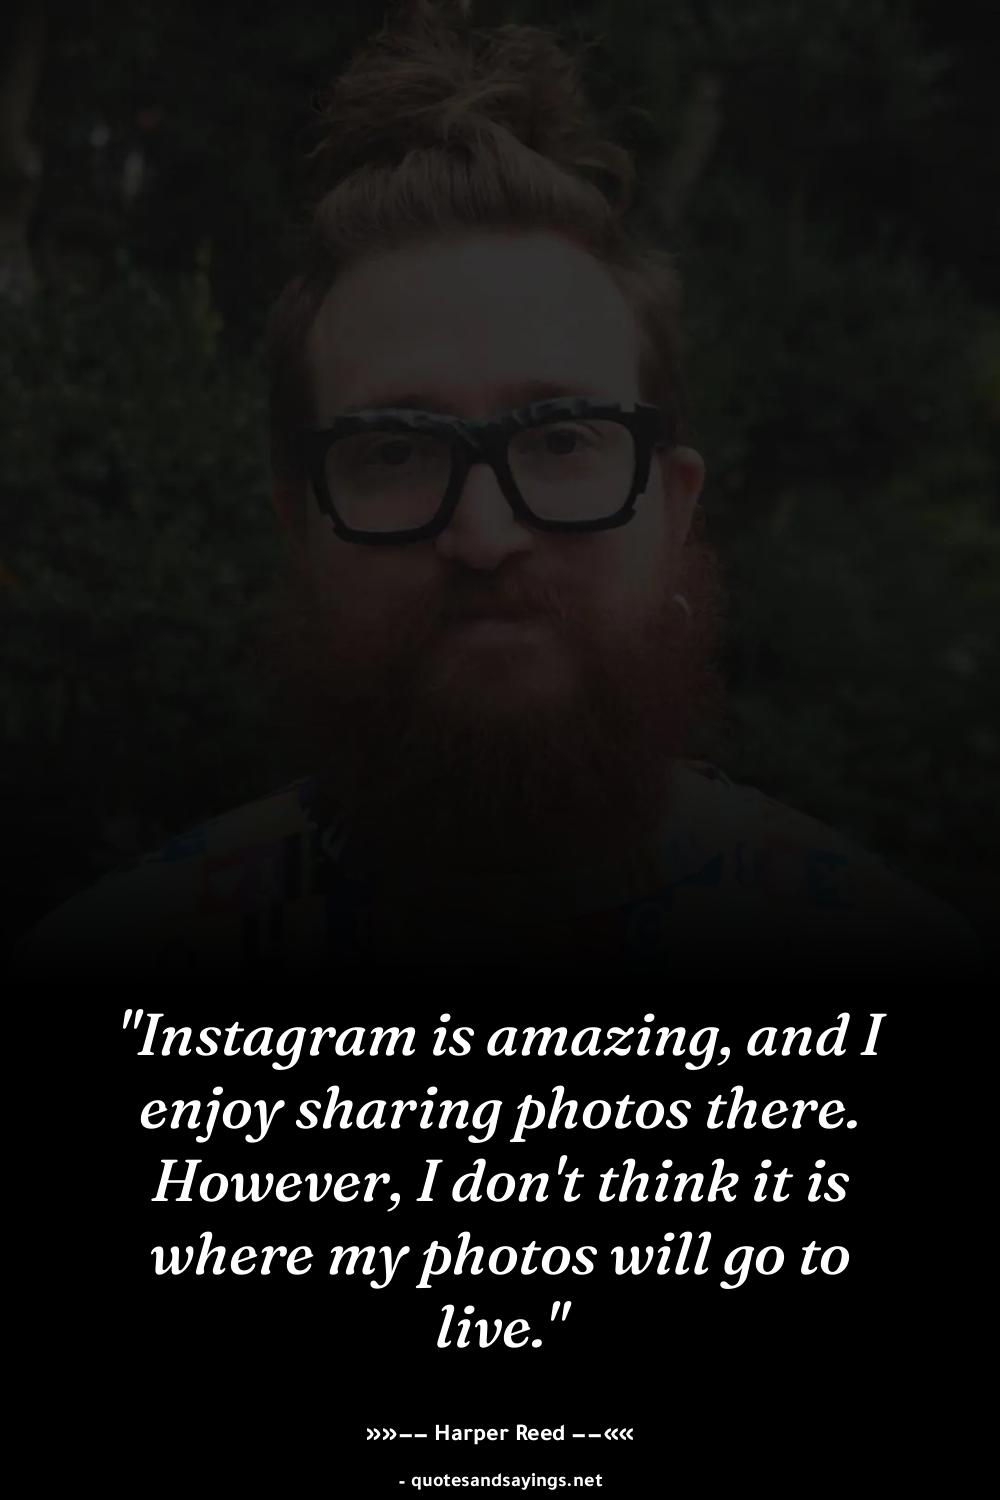 "Instagram is amazing, and I
enjoy sharing photos there.
However, I don't think it is
where my photos will go to
live."
»»–– Harper Reed ––««
- quotesandsayings.net